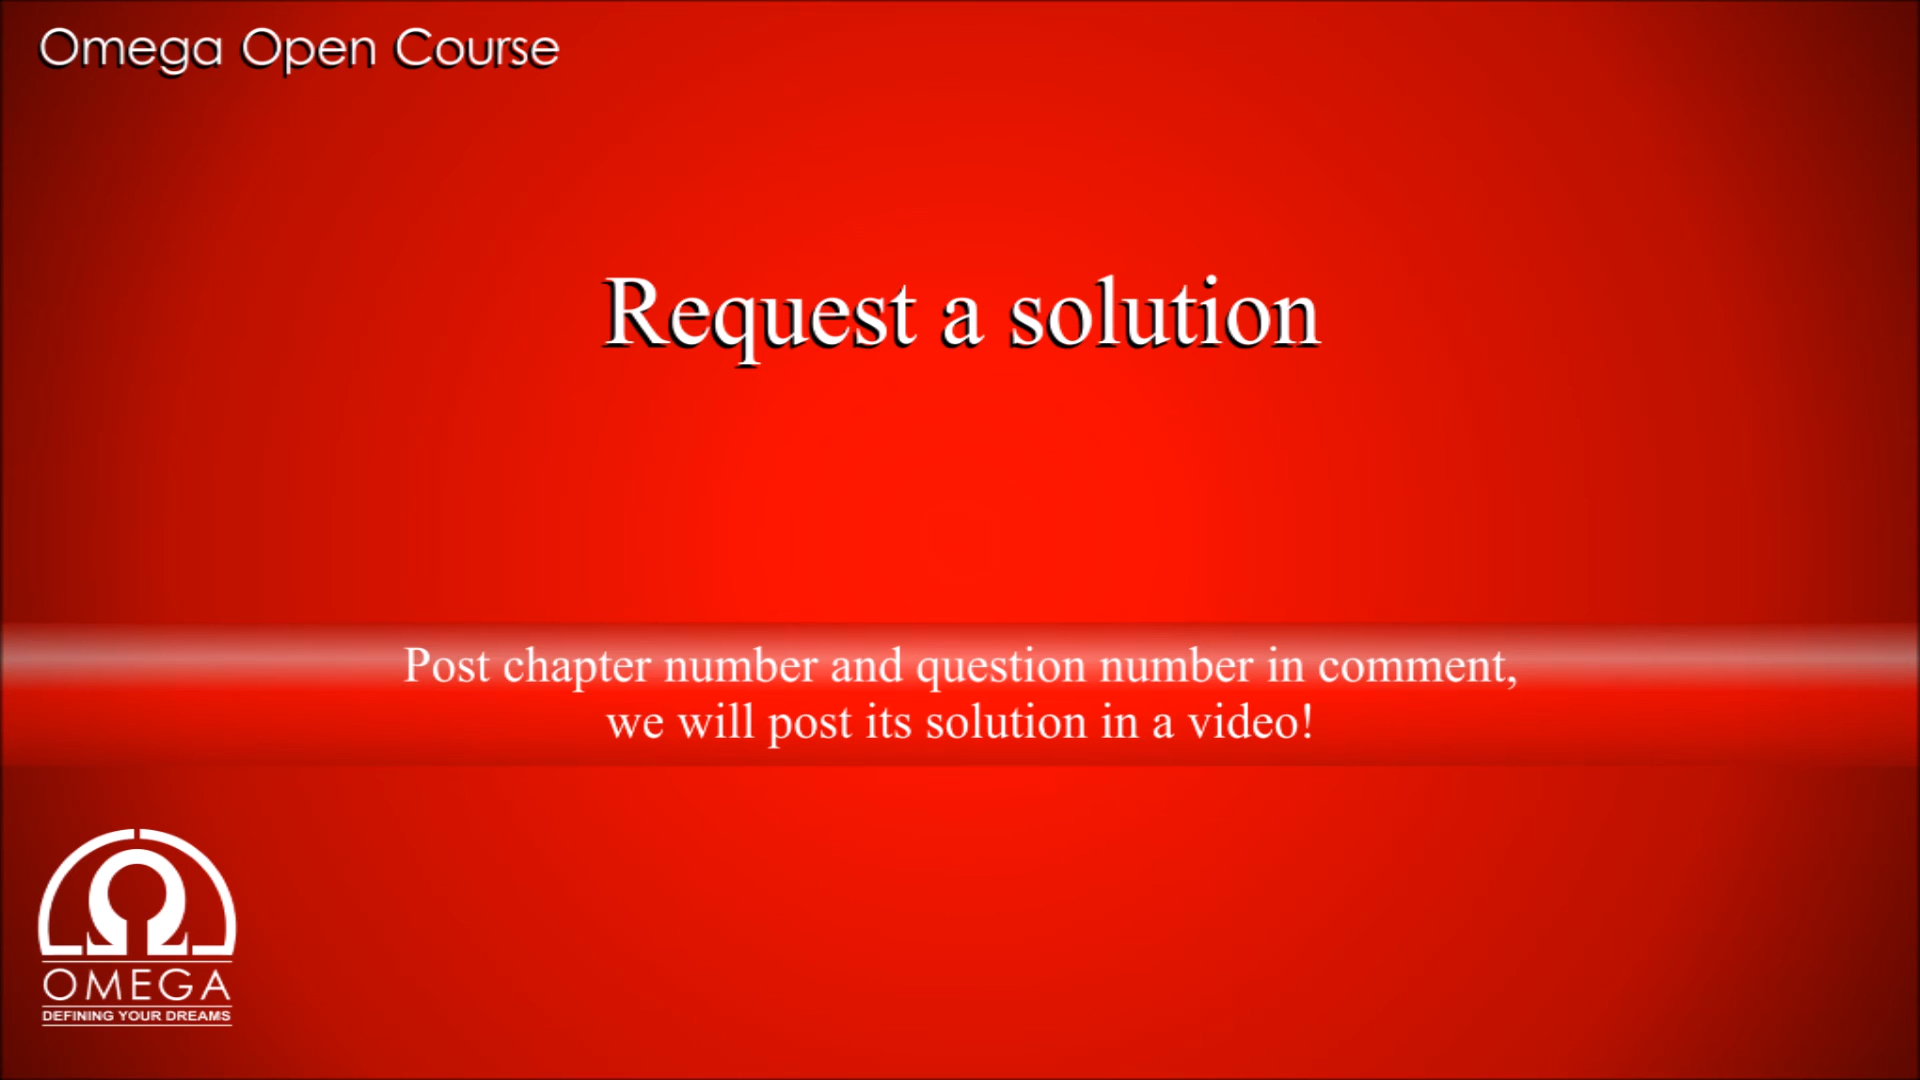 Omega Open Course
Request a solution
Post chapter number and question number in comment,
we will post its solution in a video!
Ω
OMEGA
DEFINING YOUR DREAMS